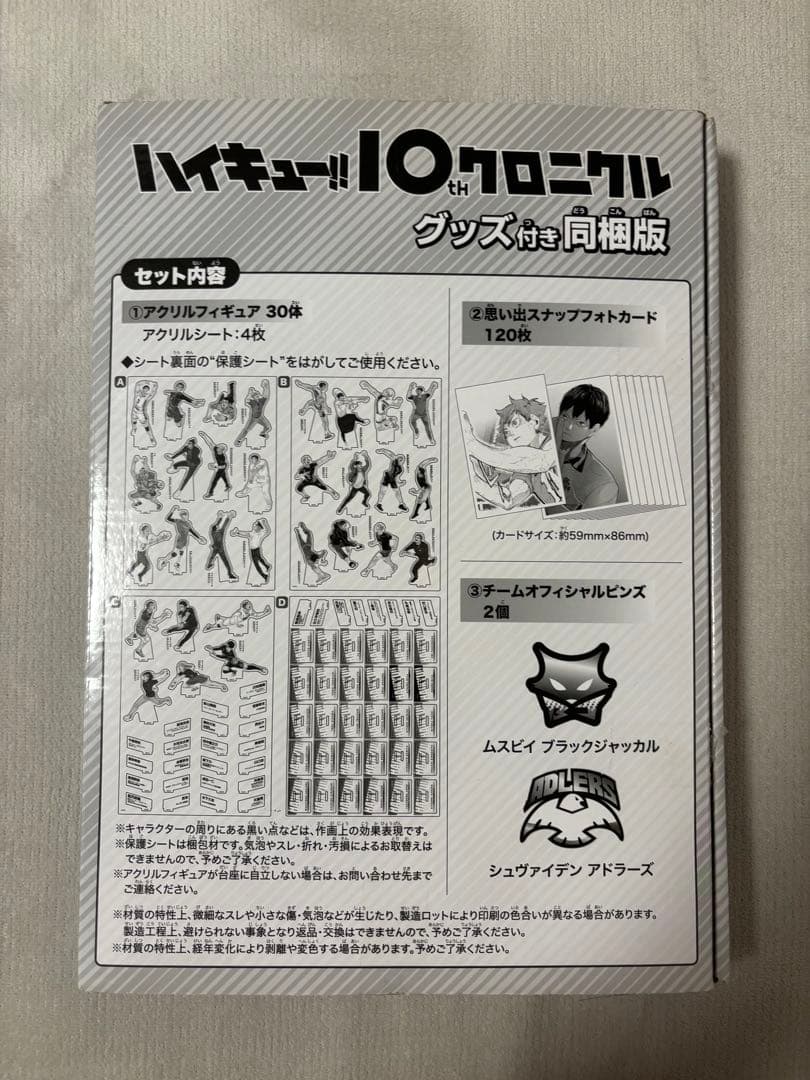 ハイキュー!!10thクロニクル
グッズ付き同梱版
セット内容
①アクリルフィギュア 30体
アクリルシート:4枚
◆シート裏面の“保護シート”をはがしてご使用ください。
A
B
C
D
※キャラクターの周りにある黒い点などは、作画上の効果表現です。
※保護シートは梱包材です。気泡やスレ・折れ・汚損によるお取替えは
できませんので、予めご了承ください。
※アクリルフィギュアが台座に自立しない場合は、お問い合わせ先まで
ご連絡ください。
②思い出スナップフォトカード
120枚
(カードサイズ:約59mm×86mm)
③チームオフィシャルピンズ
2個
ムスビイ ブラックジャッカル
ADLERS
シュヴァイデン アドラーズ
※材質の特性上、微細なスレや小さな傷・気泡などが生じたり、製造ロットにより印刷の色合いが異なる場合があります。
製造工程上、避けられない事象となり返品・交換はできませんので、予めご了承ください。
※材質の特性上、経年変化により剥離や変色する場合があります。予めご了承ください。